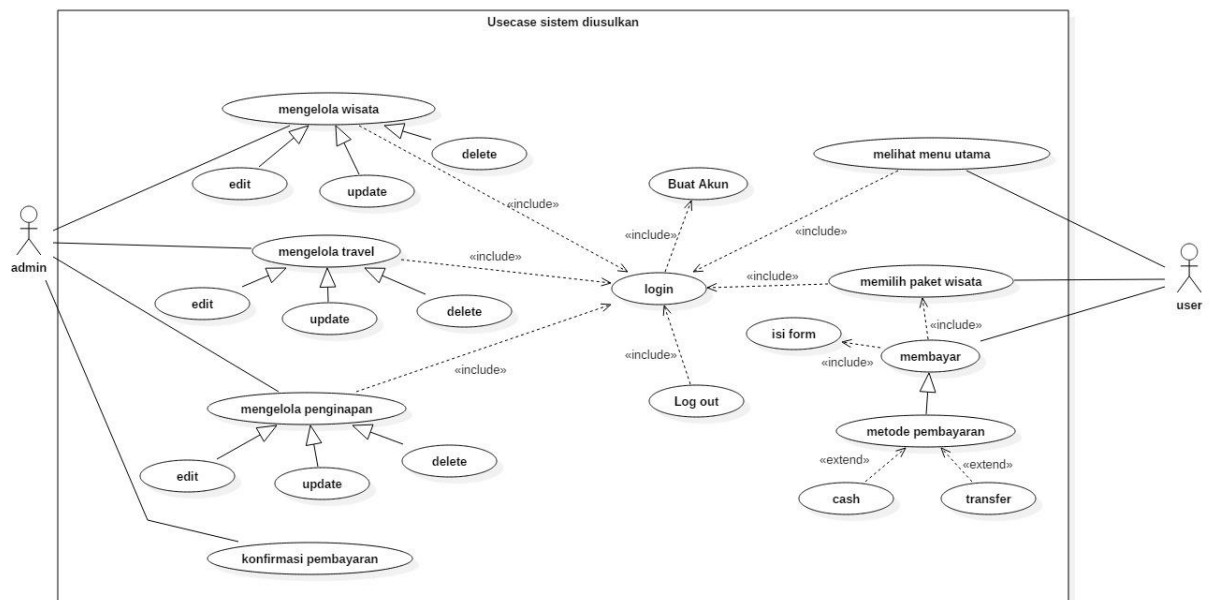 Usecase sistem diusulkan
mengelola wisata
delete
edit
update
Buat Akun
melihat menu utama
«include»
«include»
«include»
admin
mengelola travel
«include»
edit
update
delete
login
«include»
memilih paket wisata
user
«include»
isi form
«include»
membayar
«include»
«include»
Log out
mengelola penginapan
edit
update
delete
metode pembayaran
«extend»
«extend»
cash
transfer
konfirmasi pembayaran